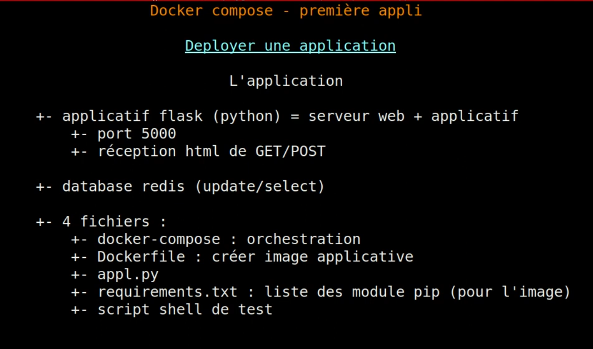 Docker compose - première appli
Deployer une application
L'application
+- applicatif flask (python) = serveur web + applicatif
+- port 5000
+- réception html de GET/POST
+- database redis (update/select)
+- 4 fichiers :
+- docker-compose : orchestration
+- Dockerfile : créer image applicative
+- appl.py
+- requirements.txt : liste des module pip (pour l'image)
+- script shell de test